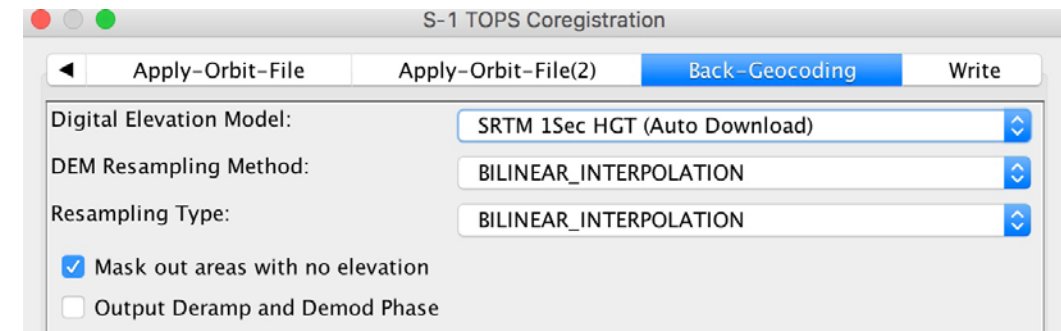 S-1 TOPS Coregistration
Apply-Orbit-File Apply-Orbit-File(2) Back-Geocoding Write
Digital Elevation Model: SRTM 1Sec HGT (Auto Download)
DEM Resampling Method: BILINEAR_INTERPOLATION
Resampling Type: BILINEAR_INTERPOLATION
Mask out areas with no elevation
Output Deramp and Demod Phase